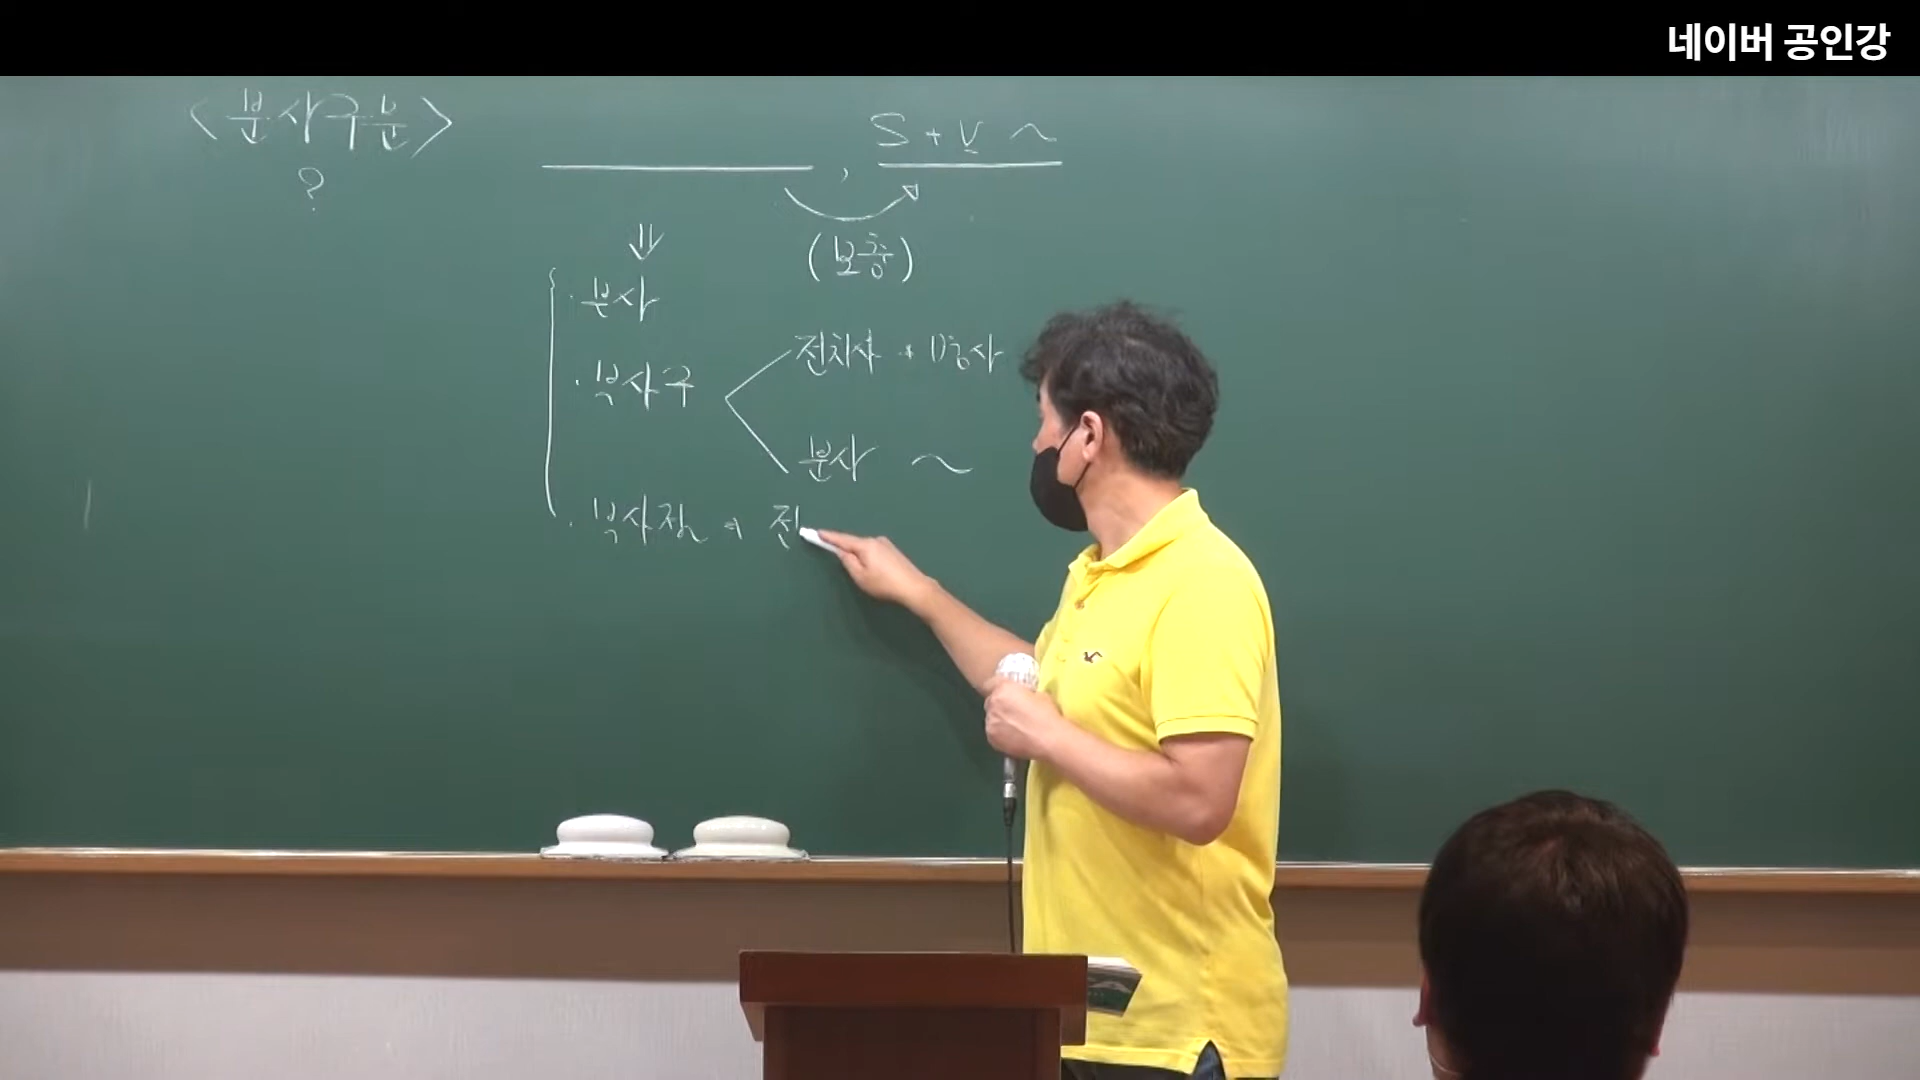 네이버 공인강
<분사구문>
?
S + V ~
,
(보충)
· 분사
· 부사구
전치사 + 명사
분사 ~
· 부사절 → 전